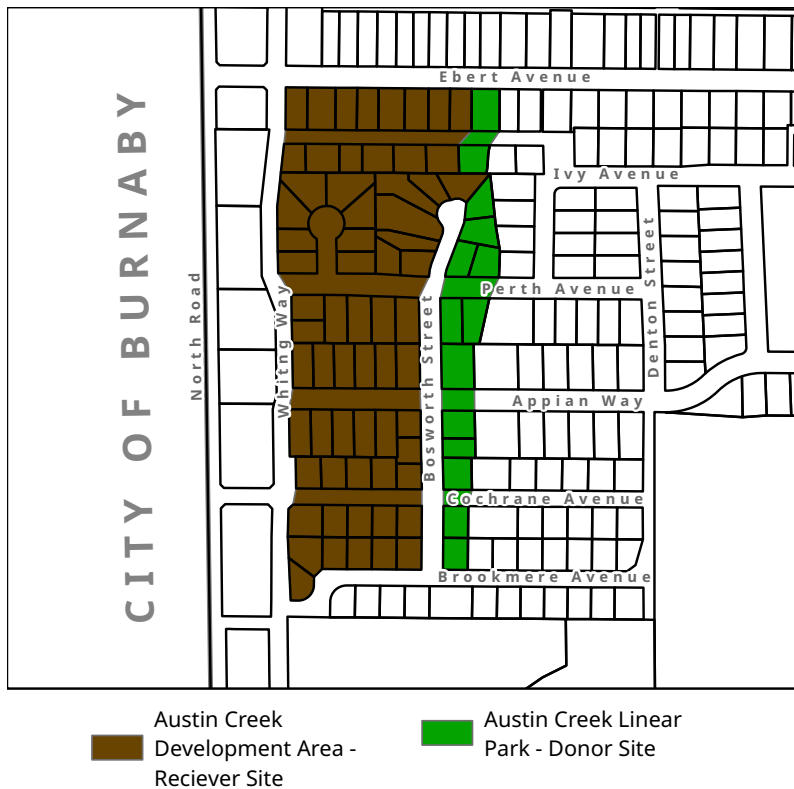 Ebert Avenue
Ivy Avenue
CITY OF BURNABY
North Road
Whitng Way
Bosworth Street
Denton Street
Perth Avenue
Appian Way
Cochrane Avenue
Brookmere Avenue
Austin Creek
Development Area -
Reciever Site
Austin Creek Linear
Park - Donor Site